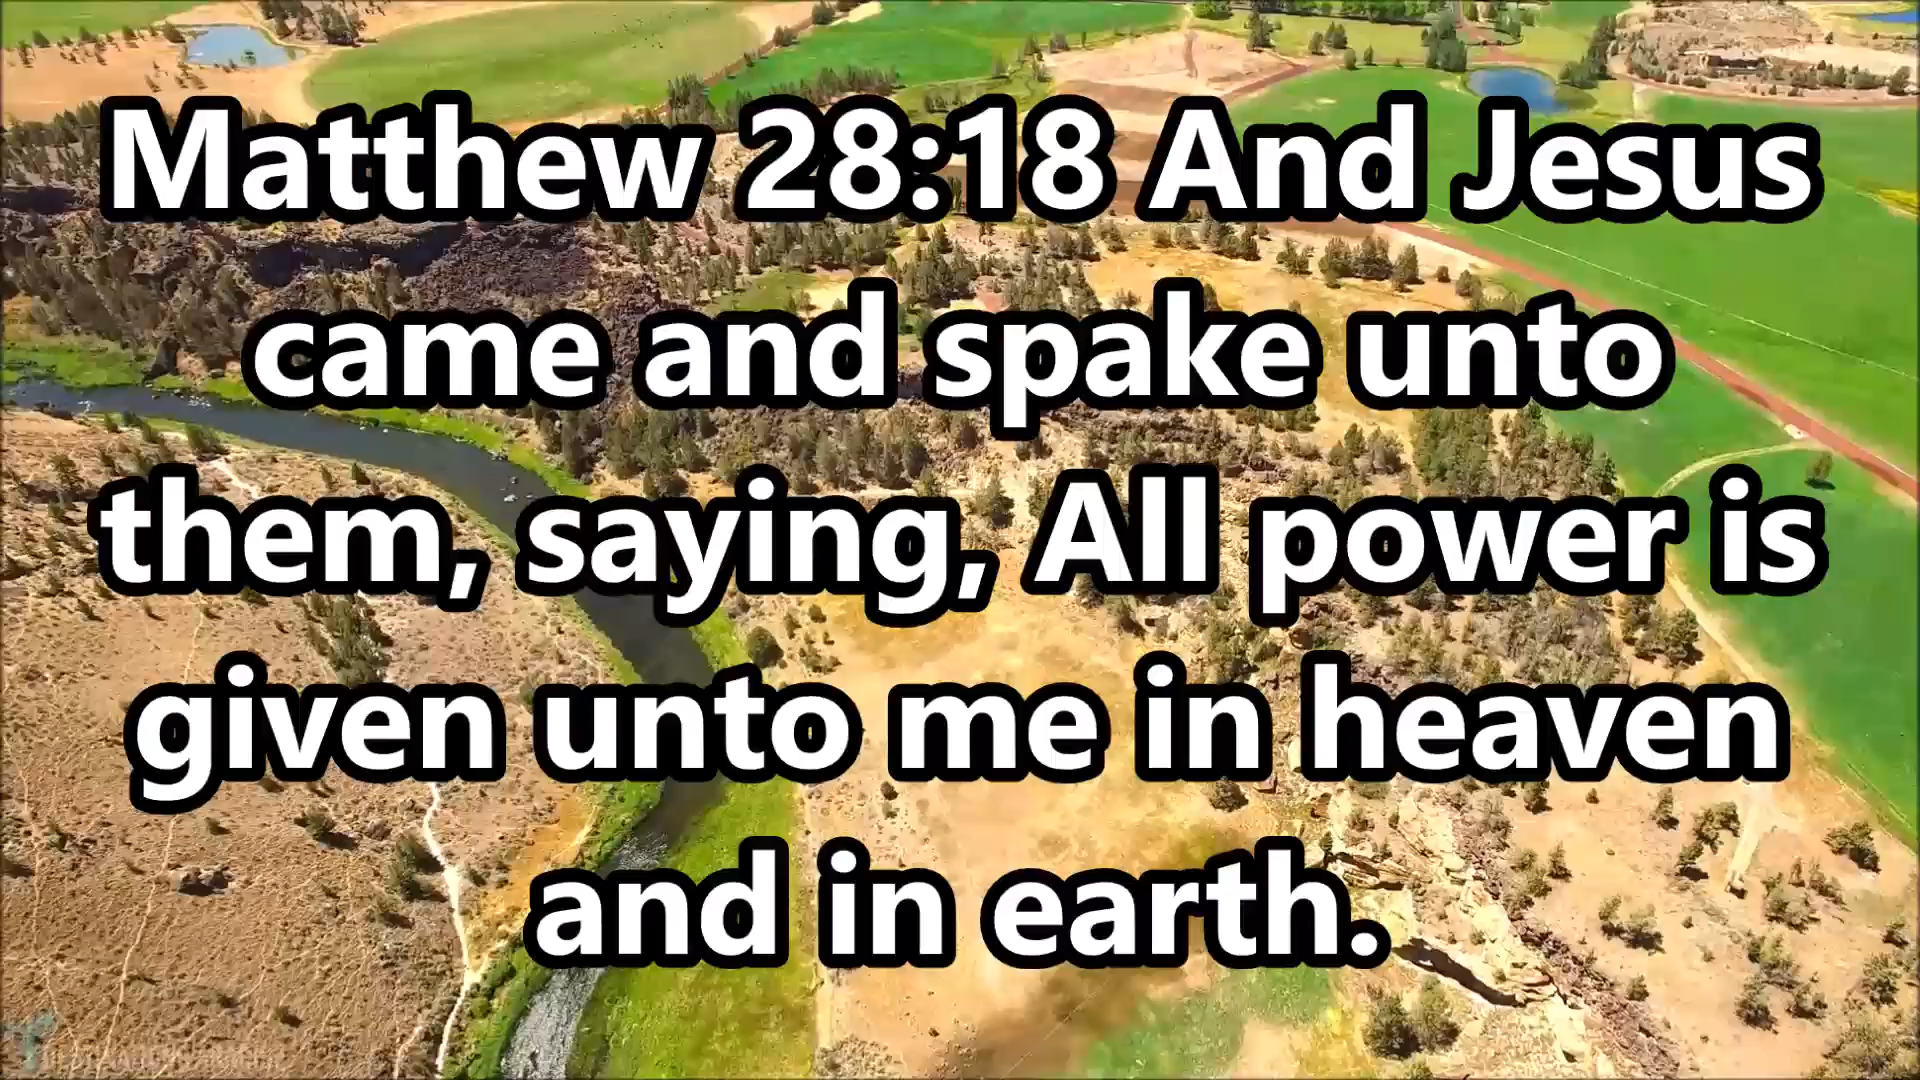 Matthew 28:18 And Jesus
came and spake unto
them, saying, All power is
given unto me in heaven
and in earth.